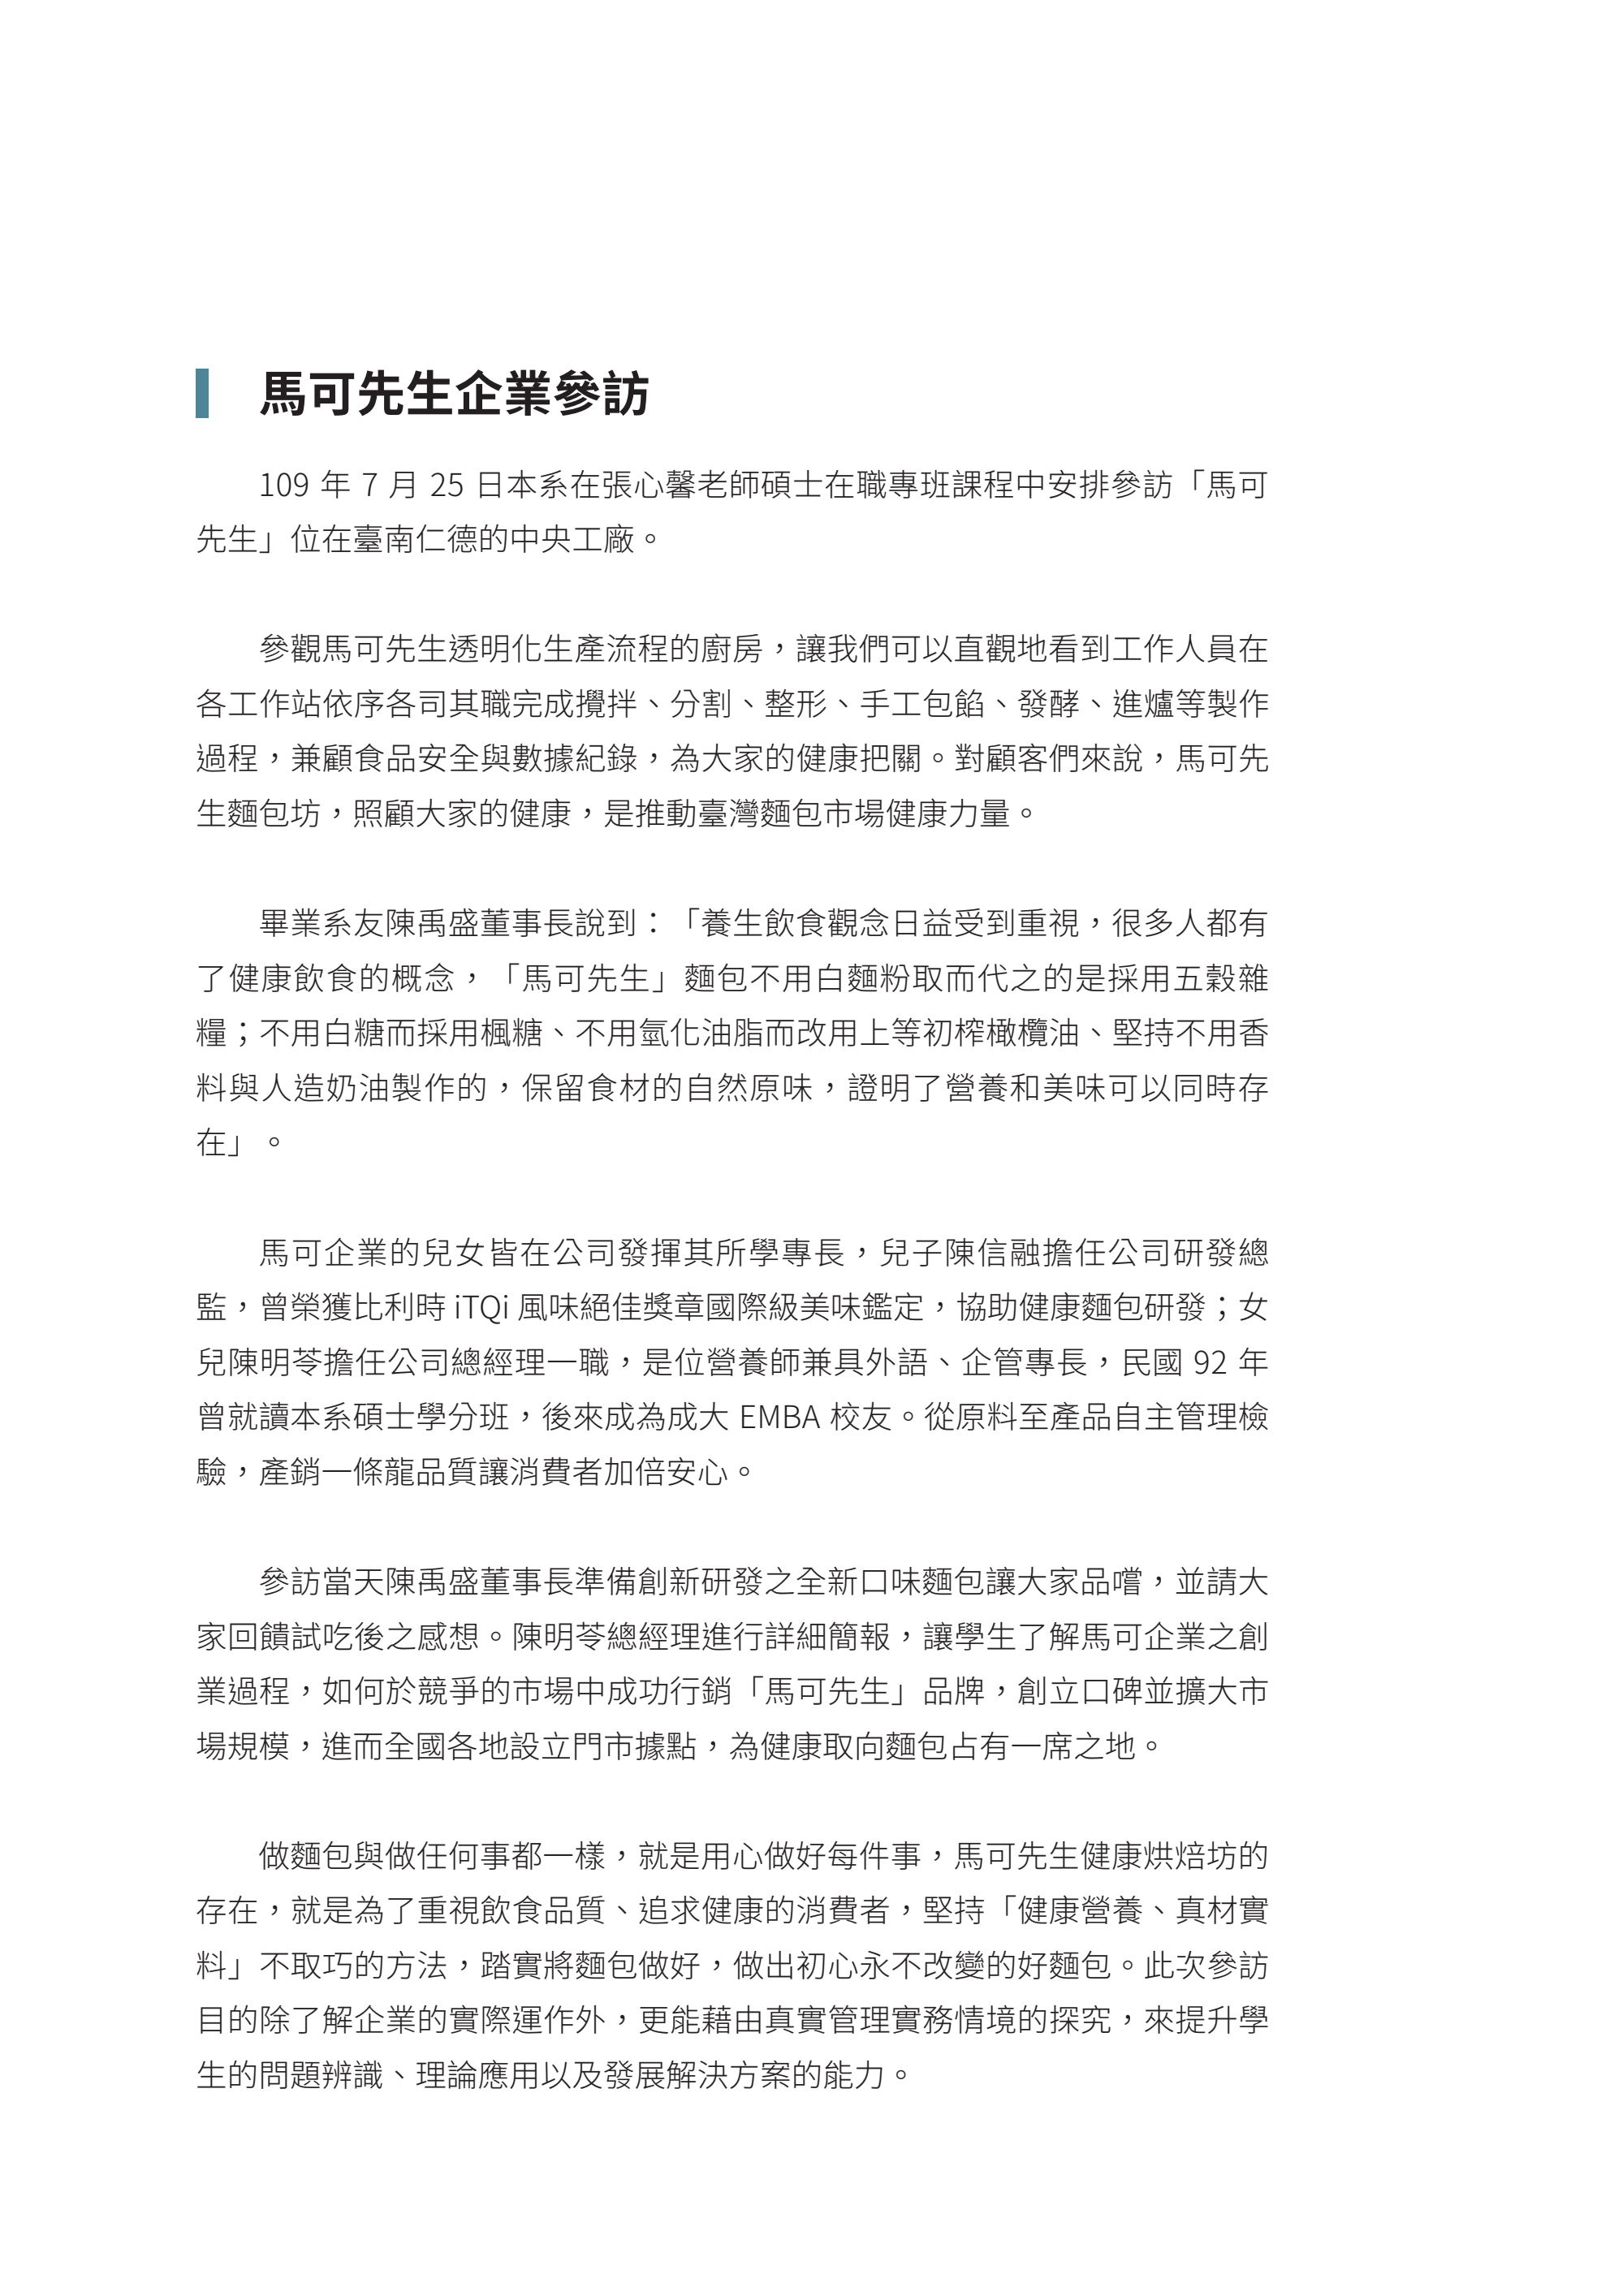 馬可先生企業參訪
109 年 7 月 25 日本系在張心馨老師碩士在職專班課程中安排參訪「馬可
先生」位在臺南仁德的中央工廠。
參觀馬可先生透明化生產流程的廚房，讓我們可以直觀地看到工作人員在
各工作站依序各司其職完成攪拌、分割、整形、手工包餡、發酵、進爐等製作
過程，兼顧食品安全與數據紀錄，為大家的健康把關。對顧客們來說，馬可先
生麵包坊，照顧大家的健康，是推動臺灣麵包市場健康力量。
畢業系友陳禹盛董事長說到：「養生飲食觀念日益受到重視，很多人都有
了健康飲食的概念，「馬可先生」麵包不用白麵粉取而代之的是採用五穀雜
糧；不用白糖而採用楓糖、不用氫化油脂而改用上等初榨橄欖油、堅持不用香
料與人造奶油製作的，保留食材的自然原味，證明了營養和美味可以同時存
在」。
馬可企業的兒女皆在公司發揮其所學專長，兒子陳信融擔任公司研發總
監，曾榮獲比利時 iTQi 風味絕佳獎章國際級美味鑑定，協助健康麵包研發；女
兒陳明苓擔任公司總經理一職，是位營養師兼具外語、企管專長，民國 92 年
曾就讀本系碩士學分班，後來成為成大 EMBA 校友。從原料至產品自主管理檢
驗，產銷一條龍品質讓消費者加倍安心。
參訪當天陳禹盛董事長準備創新研發之全新口味麵包讓大家品嚐，並請大
家回饋試吃後之感想。陳明苓總經理進行詳細簡報，讓學生了解馬可企業之創
業過程，如何於競爭的市場中成功行銷「馬可先生」品牌，創立口碑並擴大市
場規模，進而全國各地設立門市據點，為健康取向麵包占有一席之地。
做麵包與做任何事都一樣，就是用心做好每件事，馬可先生健康烘焙坊的
存在，就是為了重視飲食品質、追求健康的消費者，堅持「健康營養、真材實
料」不取巧的方法，踏實將麵包做好，做出初心永不改變的好麵包。此次參訪
目的除了解企業的實際運作外，更能藉由真實管理實務情境的探究，來提升學
生的問題辨識、理論應用以及發展解決方案的能力。